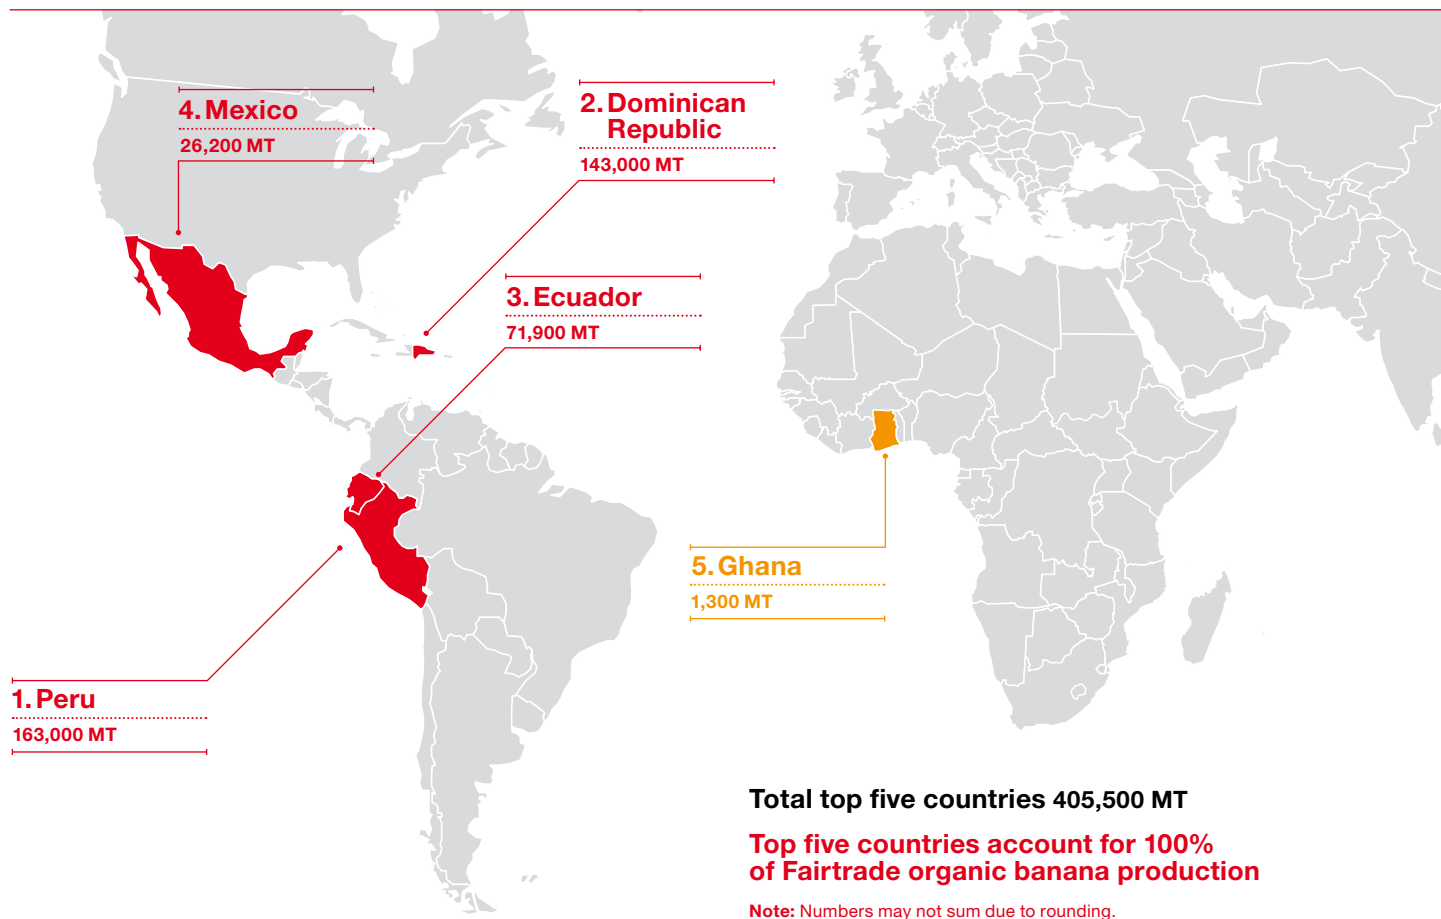 4. Mexico
26,200 MT
2. Dominican
Republic
143,000 MT
3. Ecuador
71,900 MT
5. Ghana
1,300 MT
1. Peru
163,000 MT
Total top five countries 405,500 MT
Top five countries account for 100%
of Fairtrade organic banana production
Note: Numbers may not sum due to rounding.